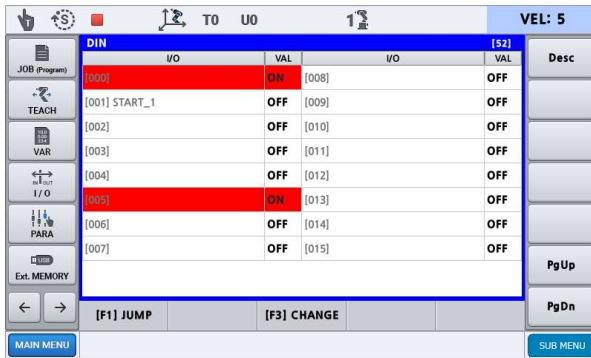 S T0 U0 1 VEL: 5
DIN [52]
I/O VAL I/O VAL
[000] ON [008] OFF
[001] START_1 OFF [009] OFF
[002] OFF [010] OFF
[003] OFF [011] OFF
[004] OFF [012] OFF
[005] ON [013] OFF
[006] OFF [014] OFF
[007] OFF [015] OFF
JOB (Program)
TEACH
VAR
IN OUT
I/O
PARA
USB
Ext. MEMORY
Desc
PgUp
PgDn
[F1] JUMP [F3] CHANGE
MAIN MENU SUB MENU